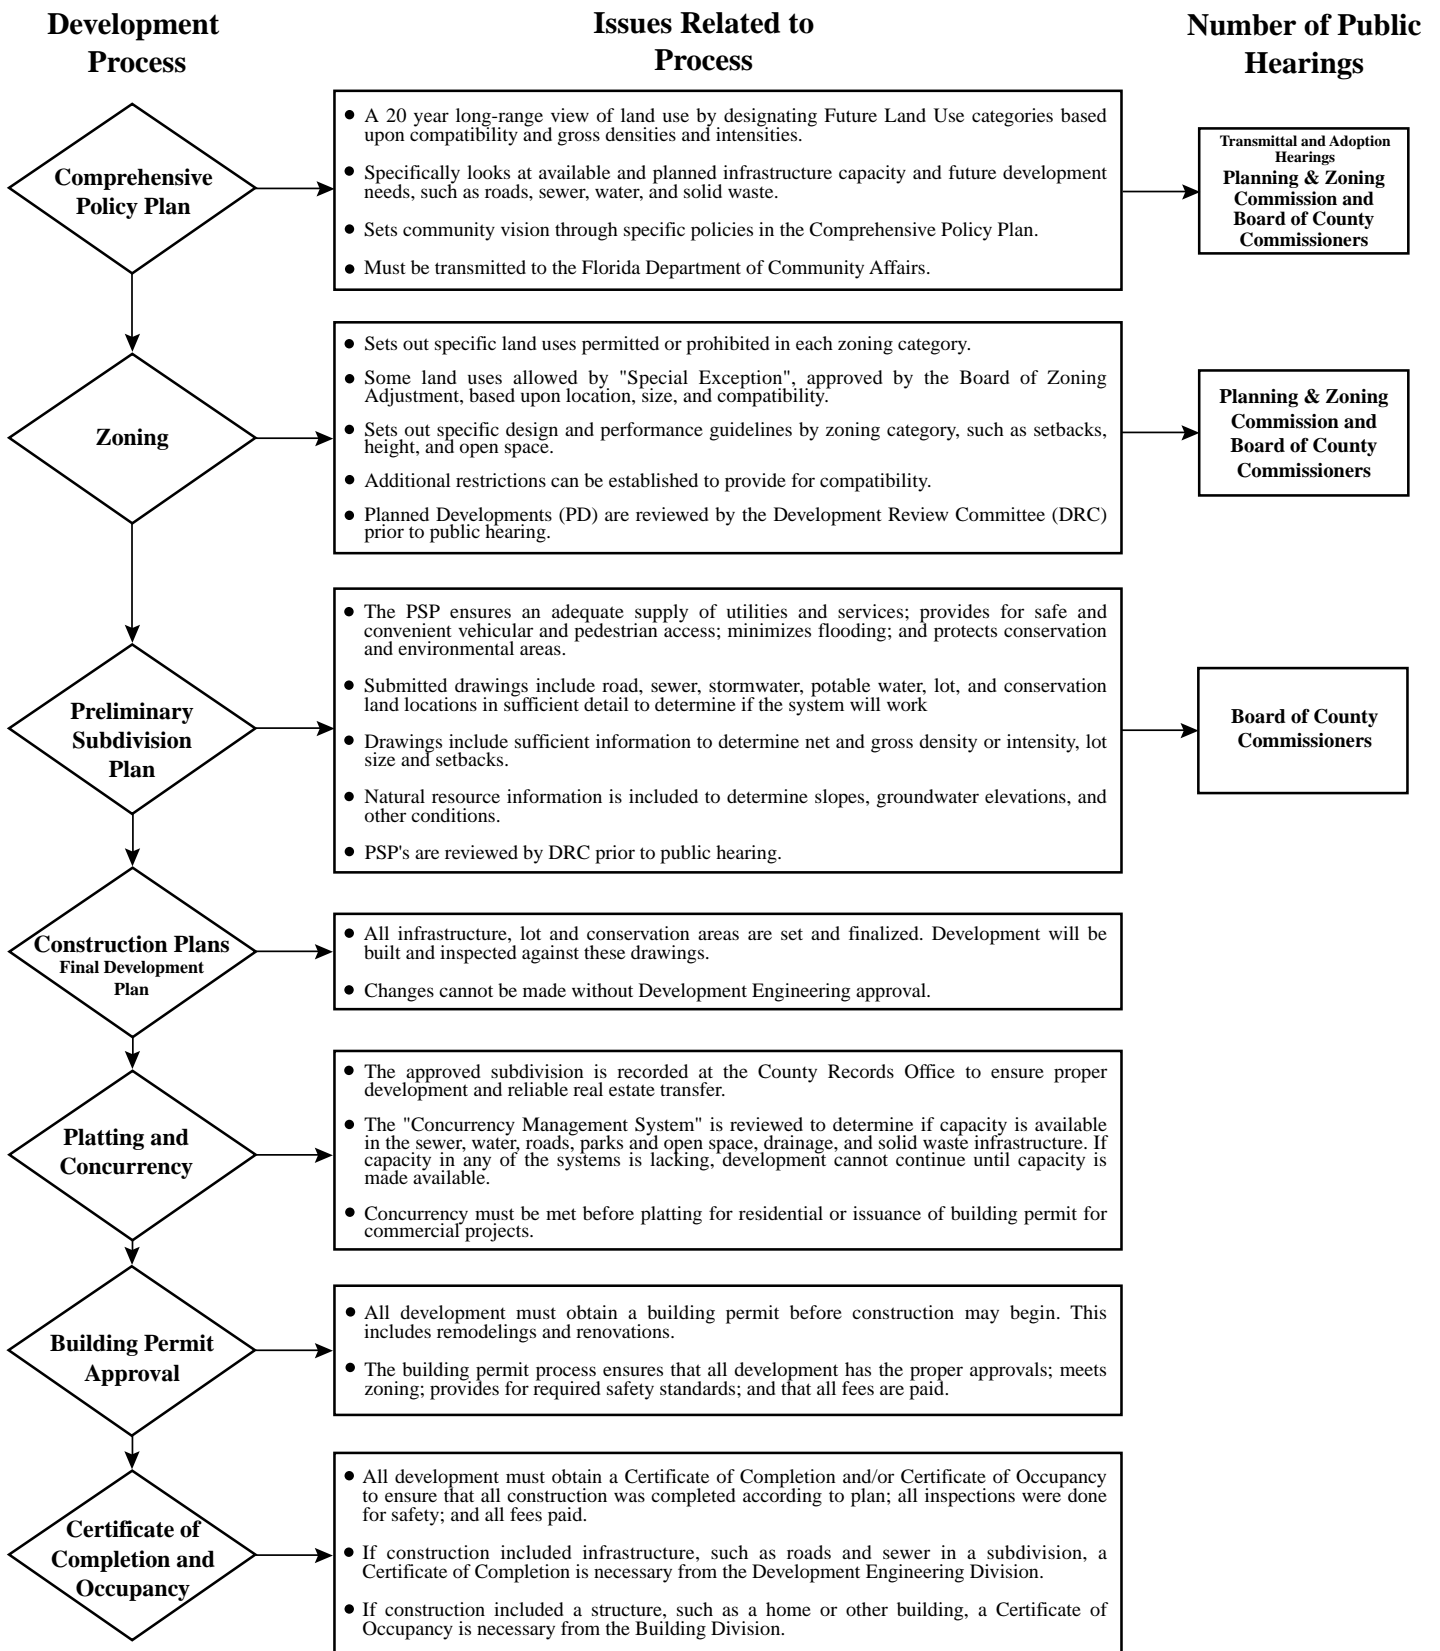 Development
Process
Issues Related to
Process
Number of Public
Hearings
Comprehensive
Policy Plan
● A 20 year long-range view of land use by designating Future Land Use categories based
upon compatibility and gross densities and intensities.
● Specifically looks at available and planned infrastructure capacity and future development
needs, such as roads, sewer, water, and solid waste.
● Sets community vision through specific policies in the Comprehensive Policy Plan.
● Must be transmitted to the Florida Department of Community Affairs.
Transmittal and Adoption
Hearings
Planning & Zoning
Commission and
Board of County
Commissioners
Zoning
● Sets out specific land uses permitted or prohibited in each zoning category.
● Some land uses allowed by "Special Exception", approved by the Board of Zoning
Adjustment, based upon location, size, and compatibility.
● Sets out specific design and performance guidelines by zoning category, such as setbacks,
height, and open space.
● Additional restrictions can be established to provide for compatibility.
● Planned Developments (PD) are reviewed by the Development Review Committee (DRC)
prior to public hearing.
Planning & Zoning
Commission and
Board of County
Commissioners
Preliminary
Subdivision
Plan
● The PSP ensures an adequate supply of utilities and services; provides for safe and
convenient vehicular and pedestrian access; minimizes flooding; and protects conservation
and environmental areas.
● Submitted drawings include road, sewer, stormwater, potable water, lot, and conservation
land locations in sufficient detail to determine if the system will work
● Drawings include sufficient information to determine net and gross density or intensity, lot
size and setbacks.
● Natural resource information is included to determine slopes, groundwater elevations, and
other conditions.
● PSP's are reviewed by DRC prior to public hearing.
Board of County
Commissioners
Construction Plans
Final Development
Plan
● All infrastructure, lot and conservation areas are set and finalized. Development will be
built and inspected against these drawings.
● Changes cannot be made without Development Engineering approval.
Platting and
Concurrency
● The approved subdivision is recorded at the County Records Office to ensure proper
development and reliable real estate transfer.
● The "Concurrency Management System" is reviewed to determine if capacity is available
in the sewer, water, roads, parks and open space, drainage, and solid waste infrastructure. If
capacity in any of the systems is lacking, development cannot continue until capacity is
made available.
● Concurrency must be met before platting for residential or issuance of building permit for
commercial projects.
Building Permit
Approval
● All development must obtain a building permit before construction may begin. This
includes remodelings and renovations.
● The building permit process ensures that all development has the proper approvals; meets
zoning; provides for required safety standards; and that all fees are paid.
Certificate of
Completion and
Occupancy
● All development must obtain a Certificate of Completion and/or Certificate of Occupancy
to ensure that all construction was completed according to plan; all inspections were done
for safety; and all fees paid.
● If construction included infrastructure, such as roads and sewer in a subdivision, a
Certificate of Completion is necessary from the Development Engineering Division.
● If construction included a structure, such as a home or other building, a Certificate of
Occupancy is necessary from the Building Division.